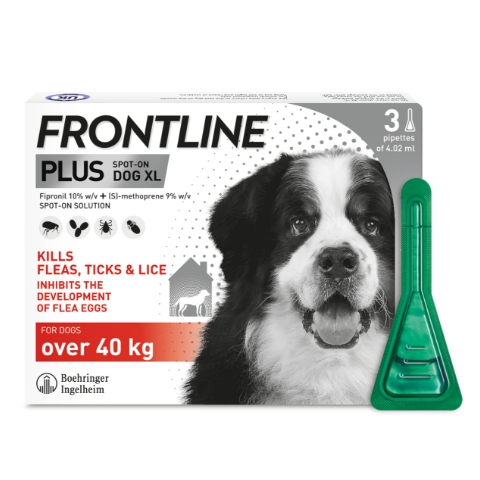 UK
FRONTLINE
PLUS
SPOT-ON
DOG XL
Fipronil 10% w/v + (S)-methoprene 9% w/v
SPOT-ON SOLUTION
KILLS
FLEAS, TICKS & LICE
INHIBITS THE
DEVELOPMENT
OF FLEA EGGS
FOR DOGS
over 40 kg
Boehringer
Ingelheim
3
pipettes
of 4.02 ml